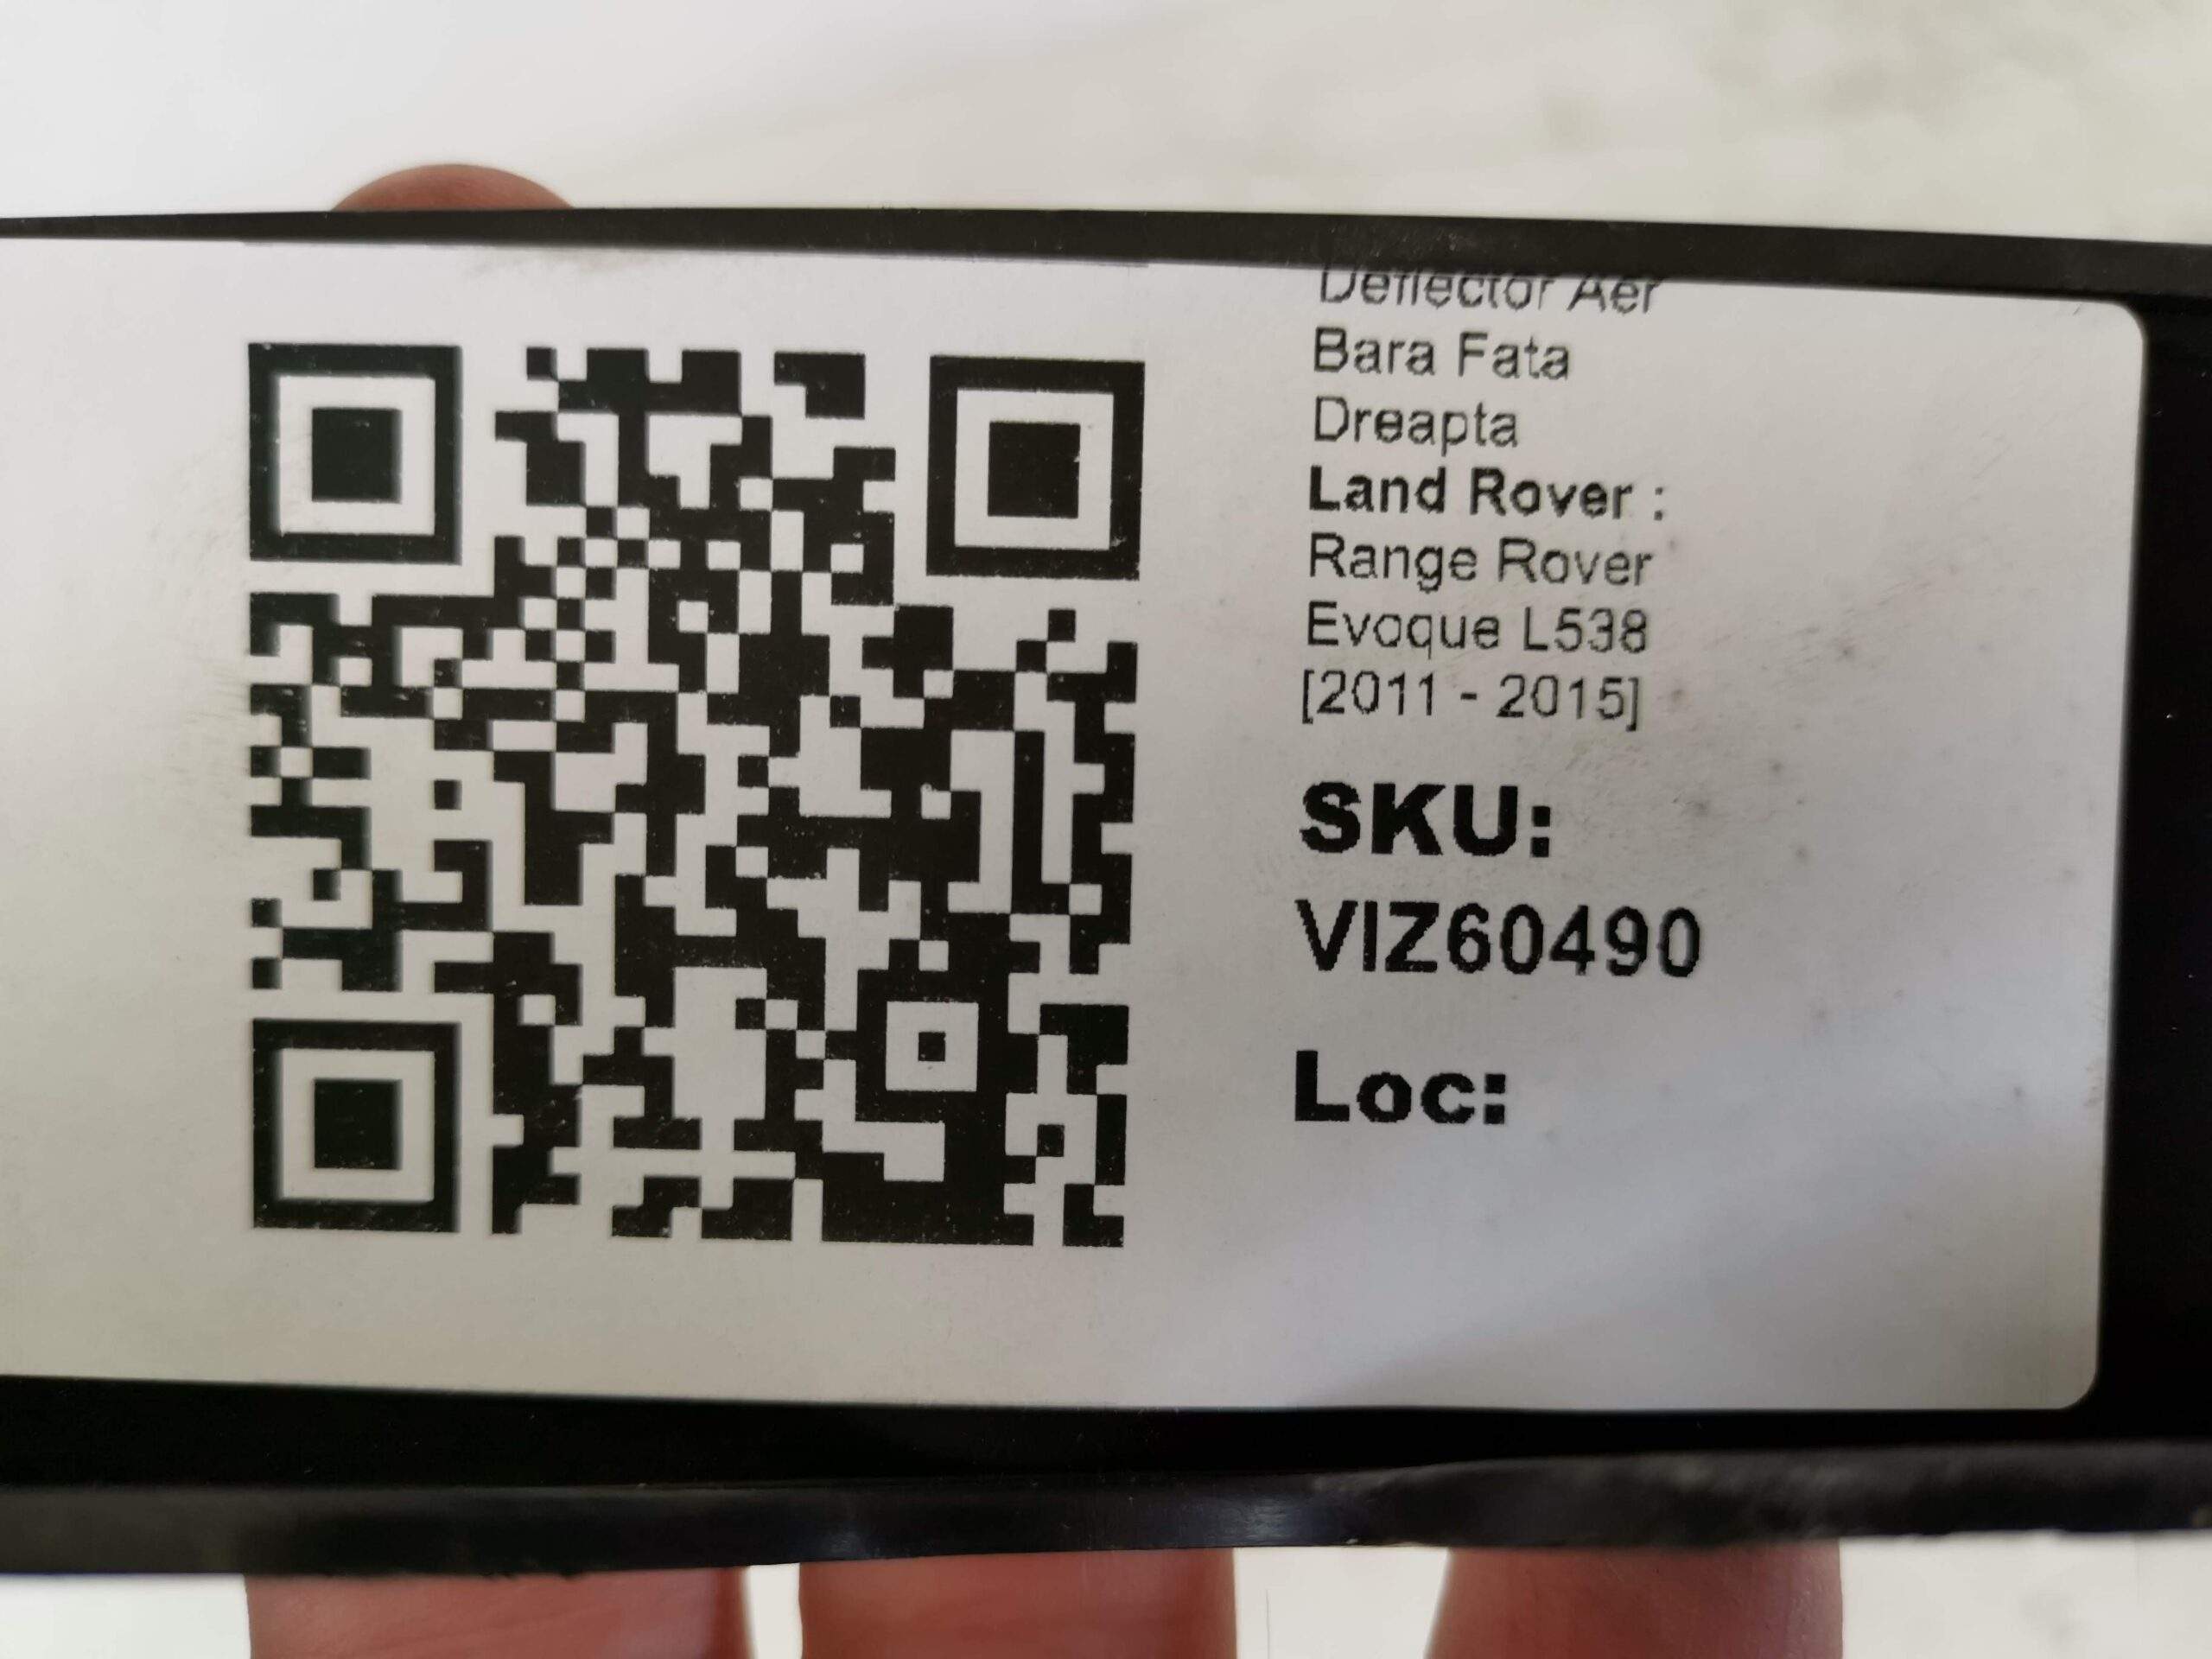 Deflector Aer
Bara Fata
Dreapta
Land Rover :
Range Rover
Evoque L538
[2011 - 2015]
SKU:
VIZ60490
Loc: